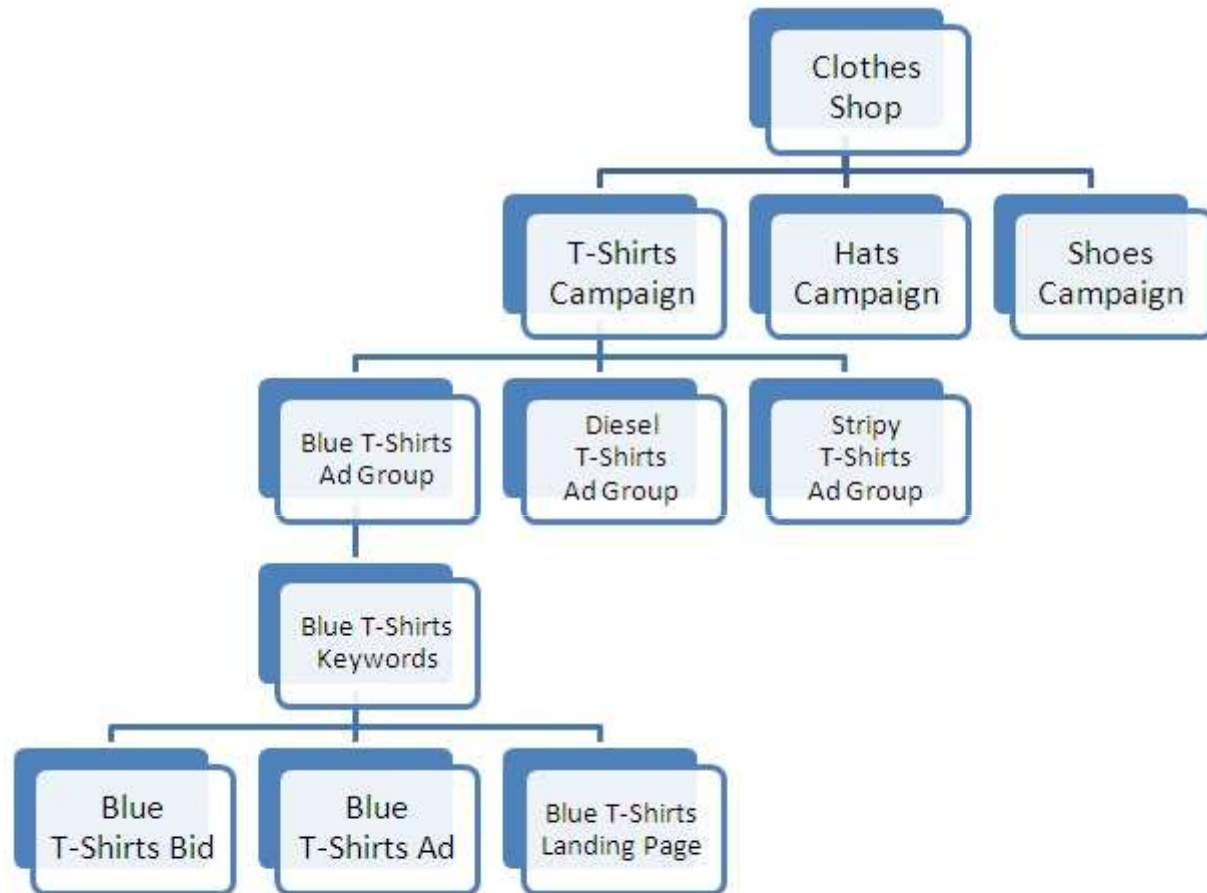 Clothes
Shop
T-Shirts
Campaign
Hats
Campaign
Shoes
Campaign
Blue T-Shirts
Ad Group
Diesel
T-Shirts
Ad Group
Stripy
T-Shirts
Ad Group
Blue T-Shirts
Keywords
Blue
T-Shirts Bid
Blue
T-Shirts Ad
Blue T-Shirts
Landing Page